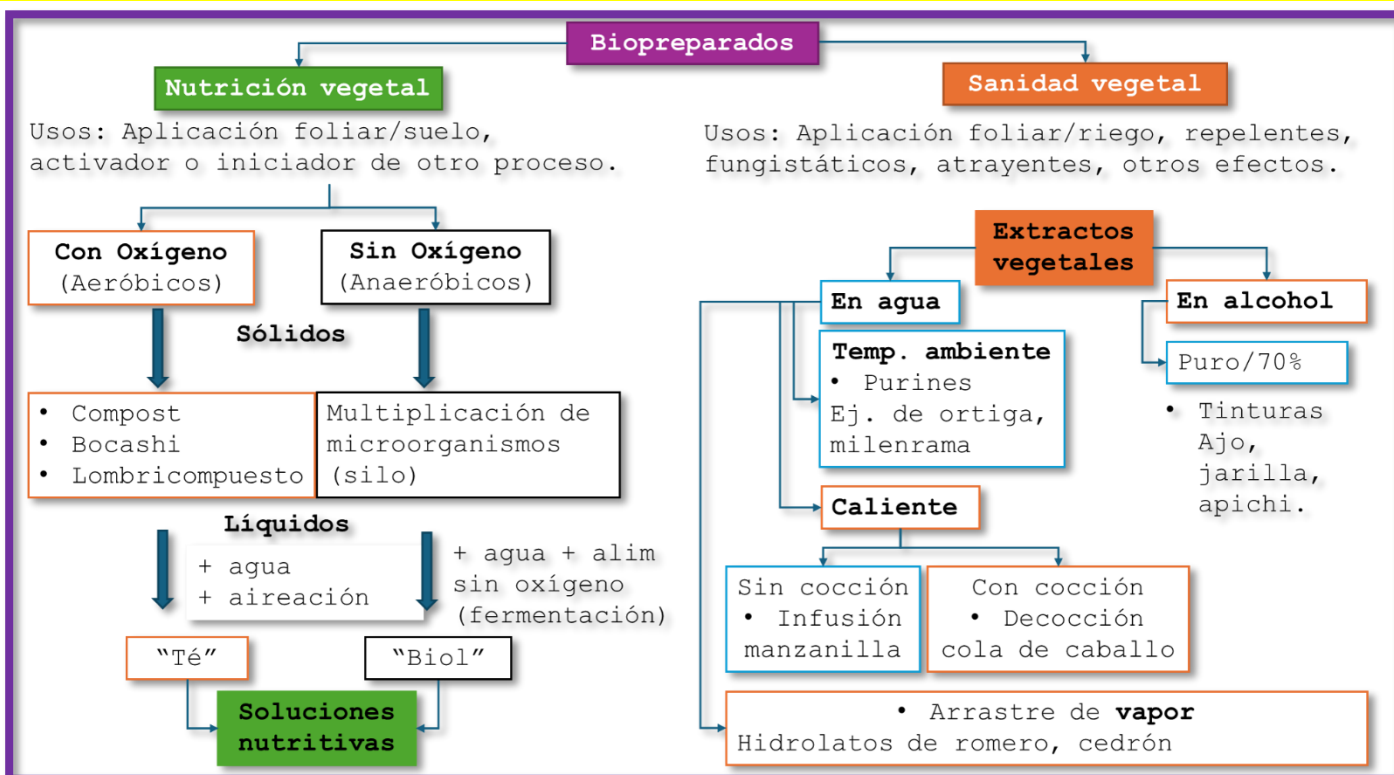 Biopreparados
Nutrición vegetal
Usos: Aplicación foliar/suelo,
activador o iniciador de otro proceso.
Con Oxígeno
(Aeróbicos)
Sin Oxígeno
(Anaeróbicos)
Sólidos
• Compost
• Bocashi
• Lombricompuesto
Multiplicación de
microorganismos
(silo)
Líquidos
+ agua
+ aireación
+ agua + alim
sin oxígeno
(fermentación)
“Té”
“Biol”
Soluciones
nutritivas
Sanidad vegetal
Usos: Aplicación foliar/riego, repelentes,
fungistáticos, atrayentes, otros efectos.
Extractos
vegetales
En agua
Temp. ambiente
• Purines
Ej. de ortiga,
milenrama
Caliente
Sin cocción
• Infusión
manzanilla
Con cocción
• Decocción
cola de caballo
• Arrastre de vapor
Hidrolatos de romero, cedrón
En alcohol
Puro/70%
• Tinturas
Ajo,
jarilla,
apichi.